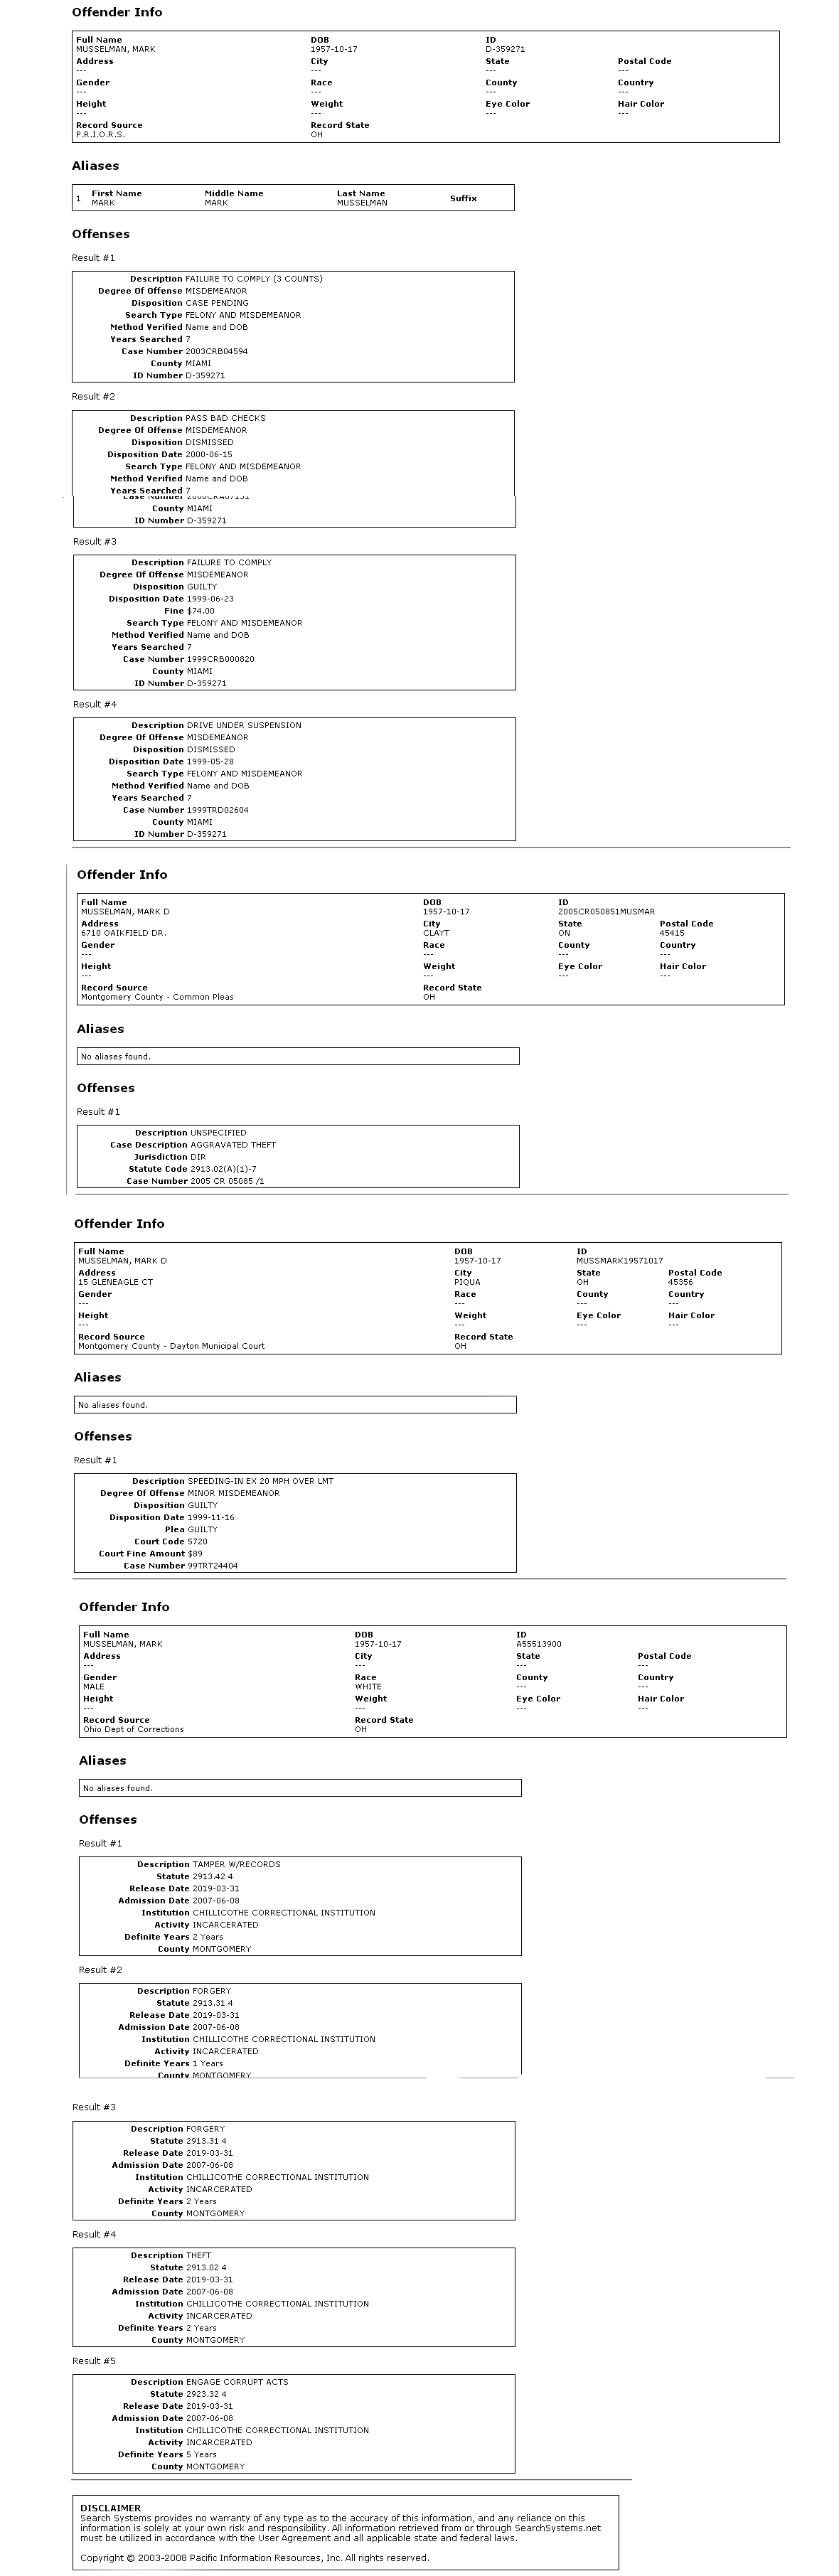 Offender Info
Full Name DOB ID
MUSSELMAN, MARK 1957-10-17 D-359271
Address City State Postal Code
--- --- --- ---
Gender Race County Country
--- --- --- ---
Height Weight Eye Color Hair Color
--- --- --- ---
Record Source Record State
P.R.I.O.R.S. OH
Aliases
1 First Name Middle Name Last Name Suffix
MARK MARK MUSSELMAN
Offenses
Result #1
Description FAILURE TO COMPLY (3 COUNTS)
Degree Of Offense MISDEMEANOR
Disposition CASE PENDING
Search Type FELONY AND MISDEMEANOR
Method Verified Name and DOB
Years Searched 7
Case Number 2003CRB04594
County MIAMI
ID Number D-359271
Result #2
Description PASS BAD CHECKS
Degree Of Offense MISDEMEANOR
Disposition DISMISSED
Disposition Date 2000-06-15
Search Type FELONY AND MISDEMEANOR
Method Verified Name and DOB
Years Searched 7
Case Number
County MIAMI
ID Number D-359271
Result #3
Description FAILURE TO COMPLY
Degree Of Offense MISDEMEANOR
Disposition GUILTY
Disposition Date 1999-06-23
Fine $74.00
Search Type FELONY AND MISDEMEANOR
Method Verified Name and DOB
Years Searched 7
Case Number 1999CRB000820
County MIAMI
ID Number D-359271
Result #4
Description DRIVE UNDER SUSPENSION
Degree Of Offense MISDEMEANOR
Disposition DISMISSED
Disposition Date 1999-05-28
Search Type FELONY AND MISDEMEANOR
Method Verified Name and DOB
Years Searched 7
Case Number 1999TRD02604
County MIAMI
ID Number D-359271
Offender Info
Full Name DOB ID
MUSSELMAN, MARK D 1957-10-17 2005CR050851MUSMAR
Address City State Postal Code
6710 OAIKFIELD DR. CLAYT ON 45415
Gender Race County Country
--- --- --- ---
Height Weight Eye Color Hair Color
--- --- --- ---
Record Source Record State
Montgomery County - Common Pleas OH
Aliases
No aliases found.
Offenses
Result #1
Description UNSPECIFIED
Case Description AGGRAVATED THEFT
Jurisdiction DIR
Statute Code 2913.02(A)(1)-7
Case Number 2005 CR 05085 /1
Offender Info
Full Name DOB ID
MUSSELMAN, MARK D 1957-10-17 MUSSMARK19571017
Address City State Postal Code
15 GLENEAGLE CT PIQUA OH 45356
Gender Race County Country
--- --- --- ---
Height Weight Eye Color Hair Color
--- --- --- ---
Record Source Record State
Montgomery County - Dayton Municipal Court OH
Aliases
No aliases found.
Offenses
Result #1
Description SPEEDING-IN EX 20 MPH OVER LMT
Degree Of Offense MINOR MISDEMEANOR
Disposition GUILTY
Disposition Date 1999-11-16
Plea GUILTY
Court Code 5720
Court Fine Amount $89
Case Number 99TRT24404
Offender Info
Full Name DOB ID
MUSSELMAN, MARK 1957-10-17 A55513900
Address City State Postal Code
--- --- --- ---
Gender Race County Country
MALE WHITE --- ---
Height Weight Eye Color Hair Color
--- --- --- ---
Record Source Record State
Ohio Dept of Corrections OH
Aliases
No aliases found.
Offenses
Result #1
Description TAMPER W/RECORDS
Statute 2913.42 4
Release Date 2019-03-31
Admission Date 2007-06-08
Institution CHILLICOTHE CORRECTIONAL INSTITUTION
Activity INCARCERATED
Definite Years 2 Years
County MONTGOMERY
Result #2
Description FORGERY
Statute 2913.31 4
Release Date 2019-03-31
Admission Date 2007-06-08
Institution CHILLICOTHE CORRECTIONAL INSTITUTION
Activity INCARCERATED
Definite Years 1 Years
County MONTGOMERY
Result #3
Description FORGERY
Statute 2913.31 4
Release Date 2019-03-31
Admission Date 2007-06-08
Institution CHILLICOTHE CORRECTIONAL INSTITUTION
Activity INCARCERATED
Definite Years 2 Years
County MONTGOMERY
Result #4
Description THEFT
Statute 2913.02 4
Release Date 2019-03-31
Admission Date 2007-06-08
Institution CHILLICOTHE CORRECTIONAL INSTITUTION
Activity INCARCERATED
Definite Years 2 Years
County MONTGOMERY
Result #5
Description ENGAGE CORRUPT ACTS
Statute 2923.32 4
Release Date 2019-03-31
Admission Date 2007-06-08
Institution CHILLICOTHE CORRECTIONAL INSTITUTION
Activity INCARCERATED
Definite Years 5 Years
County MONTGOMERY
DISCLAIMER
Search Systems provides no warranty of any type as to the accuracy of this information, and any reliance on this
information is solely at your own risk and responsibility. All information retrieved from or through SearchSystems.net
must be utilized in accordance with the User Agreement and all applicable state and federal laws.
Copyright © 2003-2008 Pacific Information Resources, Inc. All rights reserved.